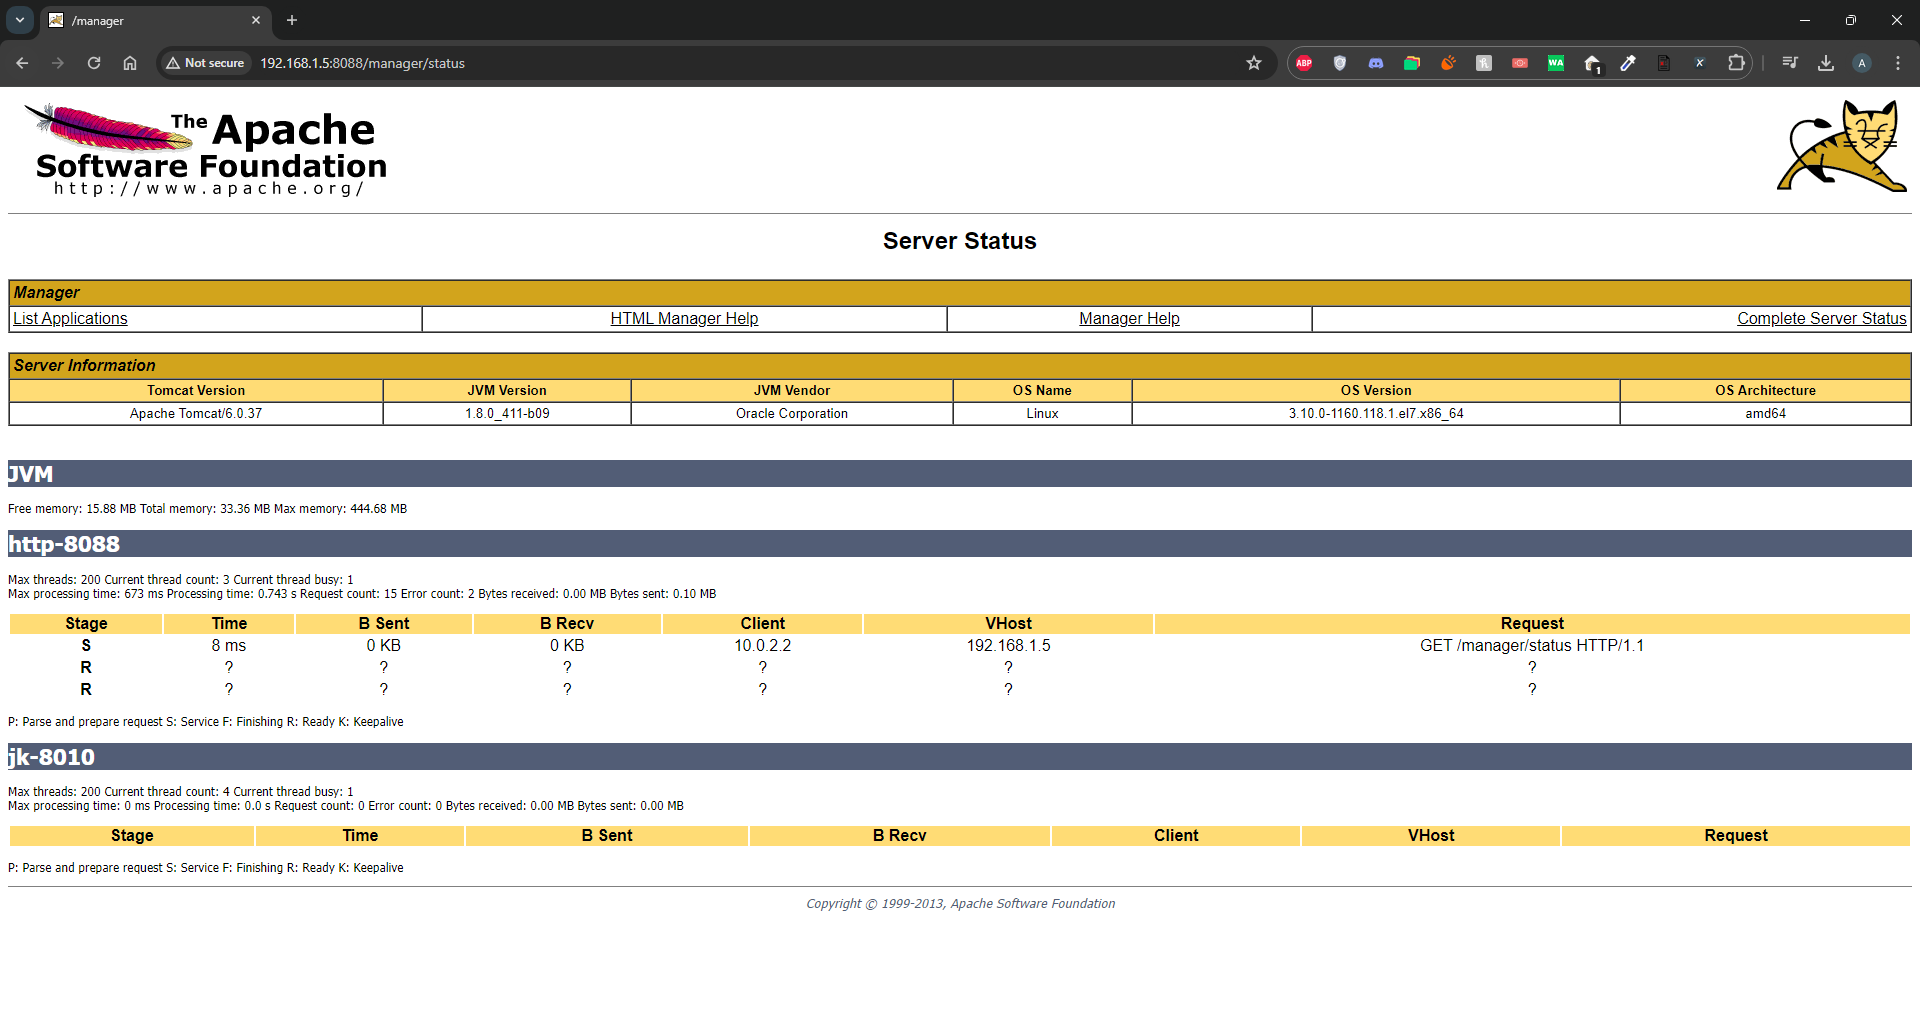 /manager
Not secure 192.168.1.5:8088/manager/status
ABP WA 1 X A
The Apache
Software Foundation
http://www.apache.org/
Server Status
Manager
List Applications HTML Manager Help Manager Help Complete Server Status
Server Information
Tomcat Version JVM Version JVM Vendor OS Name OS Version OS Architecture
Apache Tomcat/6.0.37 1.8.0_411-b09 Oracle Corporation Linux 3.10.0-1160.118.1.el7.x86_64 amd64
JVM
Free memory: 15.88 MB Total memory: 33.36 MB Max memory: 444.68 MB
http-8088
Max threads: 200 Current thread count: 3 Current thread busy: 1
Max processing time: 673 ms Processing time: 0.743 s Request count: 15 Error count: 2 Bytes received: 0.00 MB Bytes sent: 0.10 MB
Stage Time B Sent B Recv Client VHost Request
S 8 ms 0 KB 0 KB 10.0.2.2 192.168.1.5 GET /manager/status HTTP/1.1
R ? ? ? ? ? ?
R ? ? ? ? ? ?
P: Parse and prepare request S: Service F: Finishing R: Ready K: Keepalive
jk-8010
Max threads: 200 Current thread count: 4 Current thread busy: 1
Max processing time: 0 ms Processing time: 0.0 s Request count: 0 Error count: 0 Bytes received: 0.00 MB Bytes sent: 0.00 MB
Stage Time B Sent B Recv Client VHost Request
P: Parse and prepare request S: Service F: Finishing R: Ready K: Keepalive
Copyright © 1999-2013, Apache Software Foundation